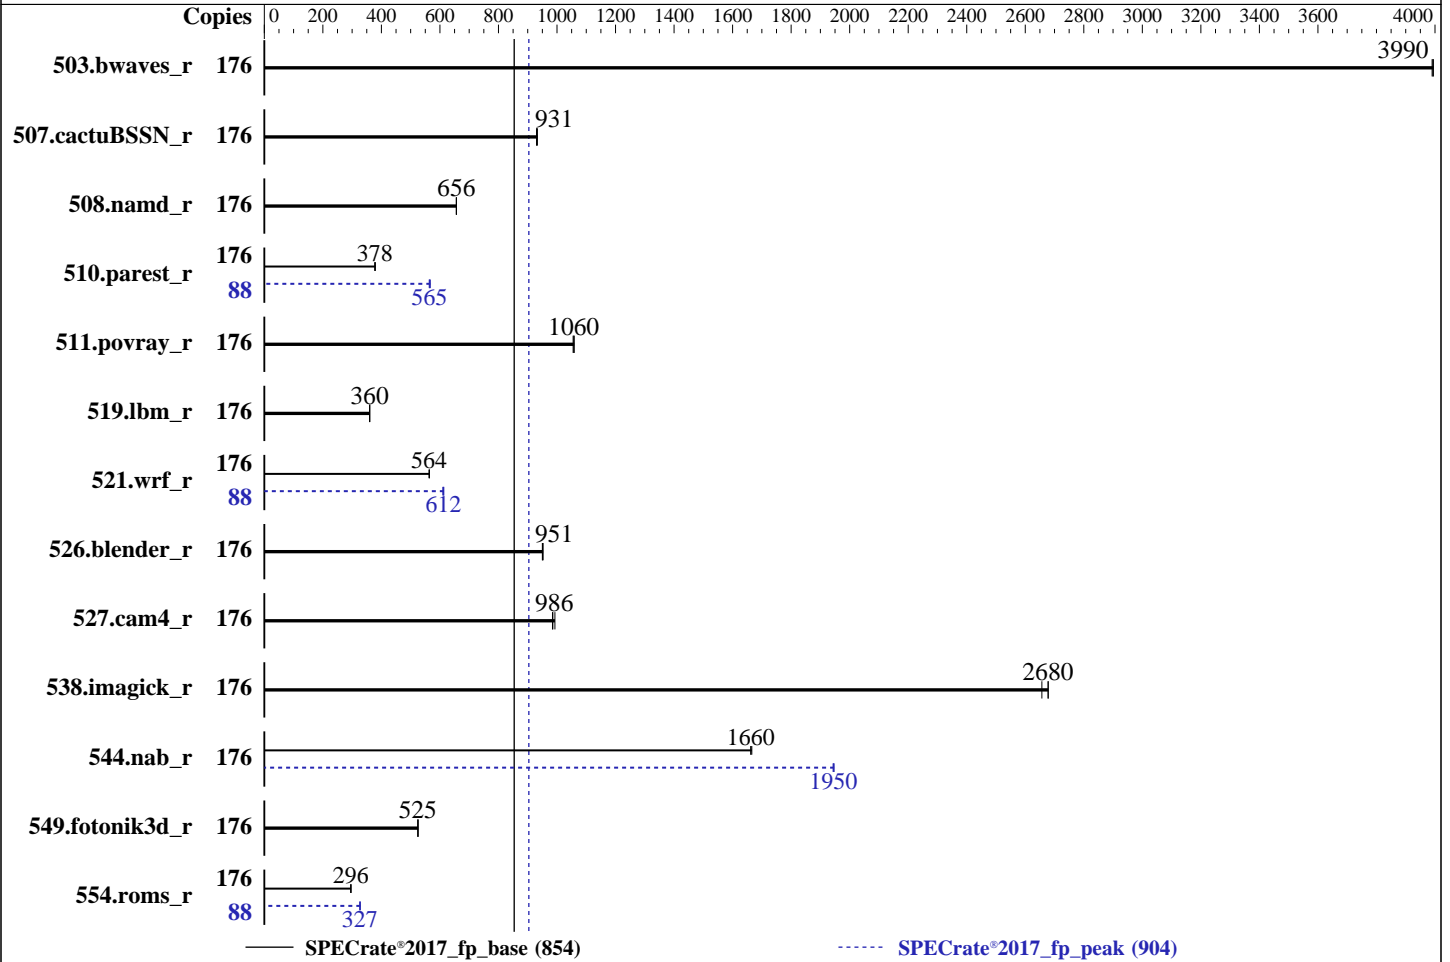 Copies 0 200 400 600 800 1000 1200 1400 1600 1800 2000 2200 2400 2600 2800 3000 3200 3400 3600 4000
503.bwaves_r 176 3990
507.cactuBSSN_r 176 931
508.namd_r 176 656
510.parest_r 176 378
88 565
511.povray_r 176 1060
519.lbm_r 176 360
521.wrf_r 176 564
88 612
526.blender_r 176 951
527.cam4_r 176 986
538.imagick_r 176 2680
544.nab_r 176 1660
1950
549.fotonik3d_r 176 525
554.roms_r 176 296
88 327
SPECrate®2017_fp_base (854) SPECrate®2017_fp_peak (904)